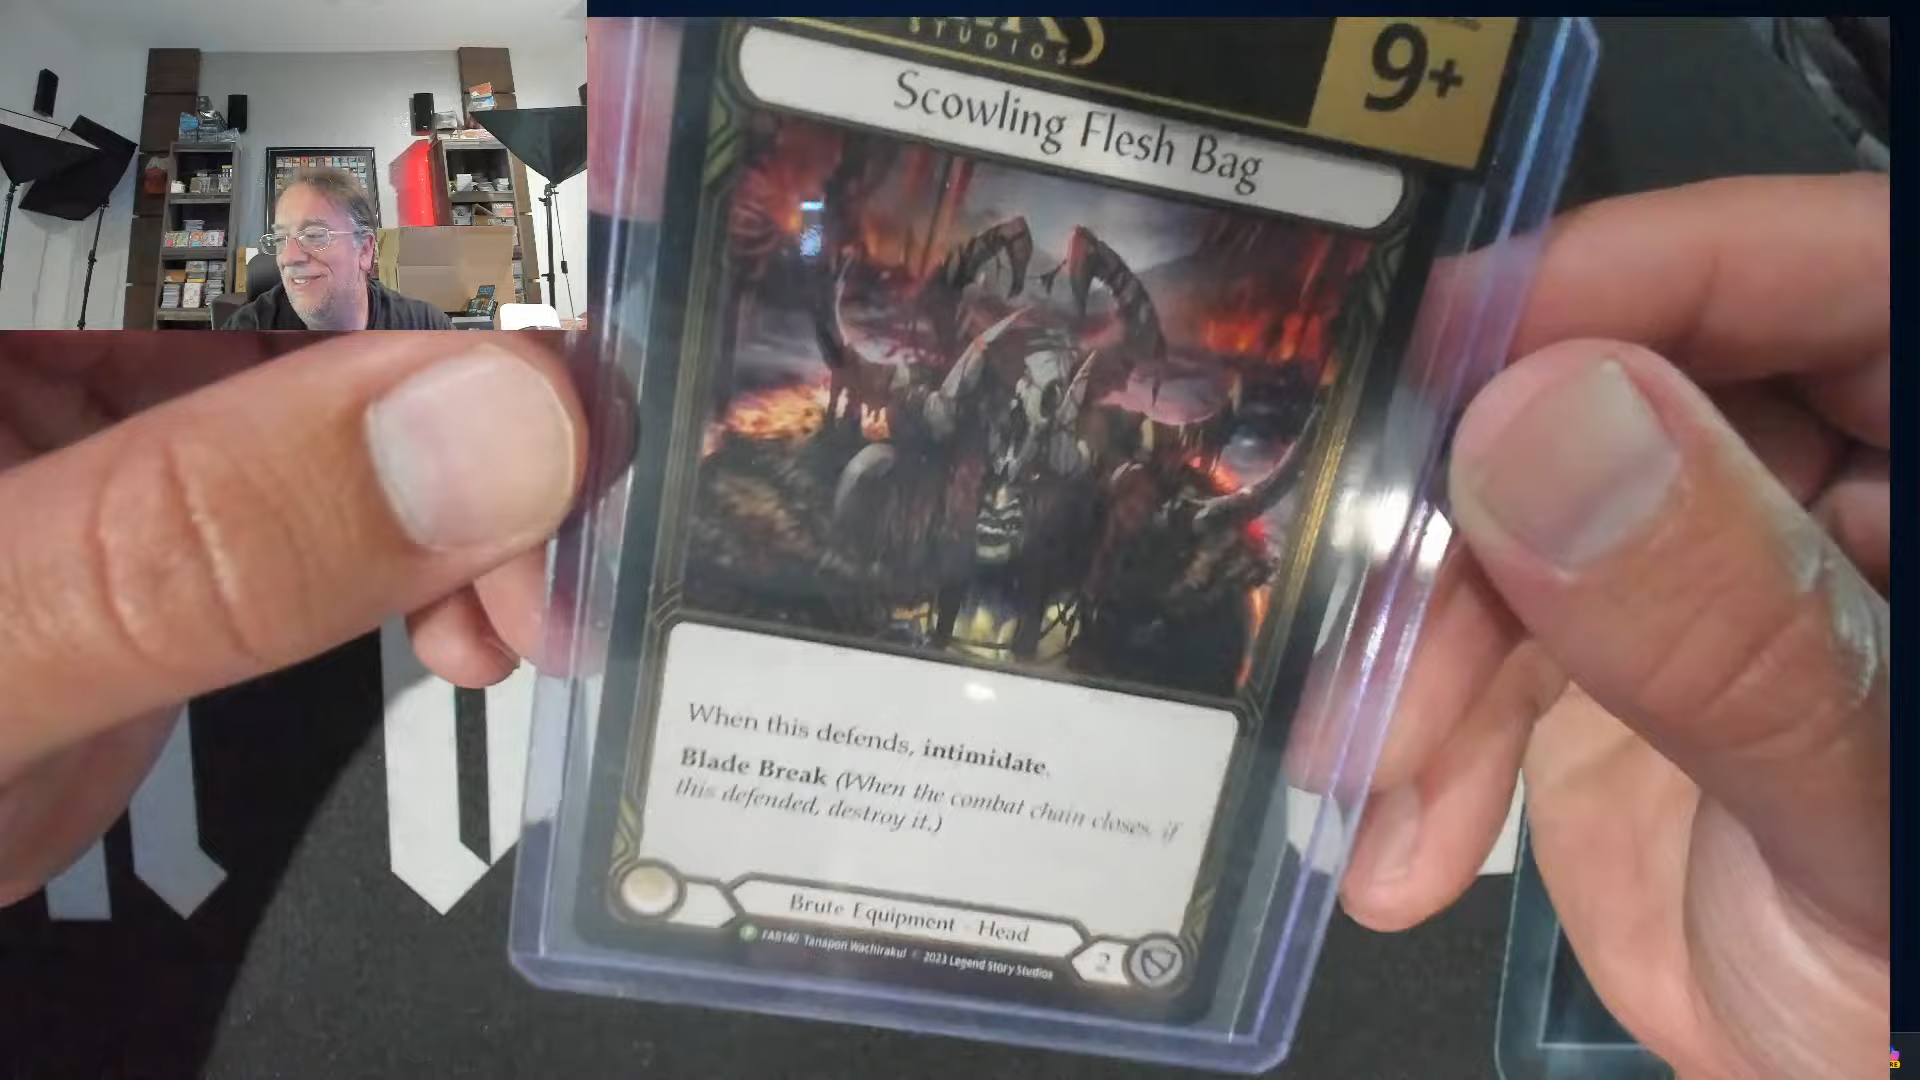 STUDIOS
9+
Scowling Flesh Bag
When this defends, intimidate.
Blade Break (When the combat chain closes, if
this defended, destroy it.)
Brute Equipment - Head
FAB140 Tanapon Wachirakul © 2023 Legend Story Studios
2